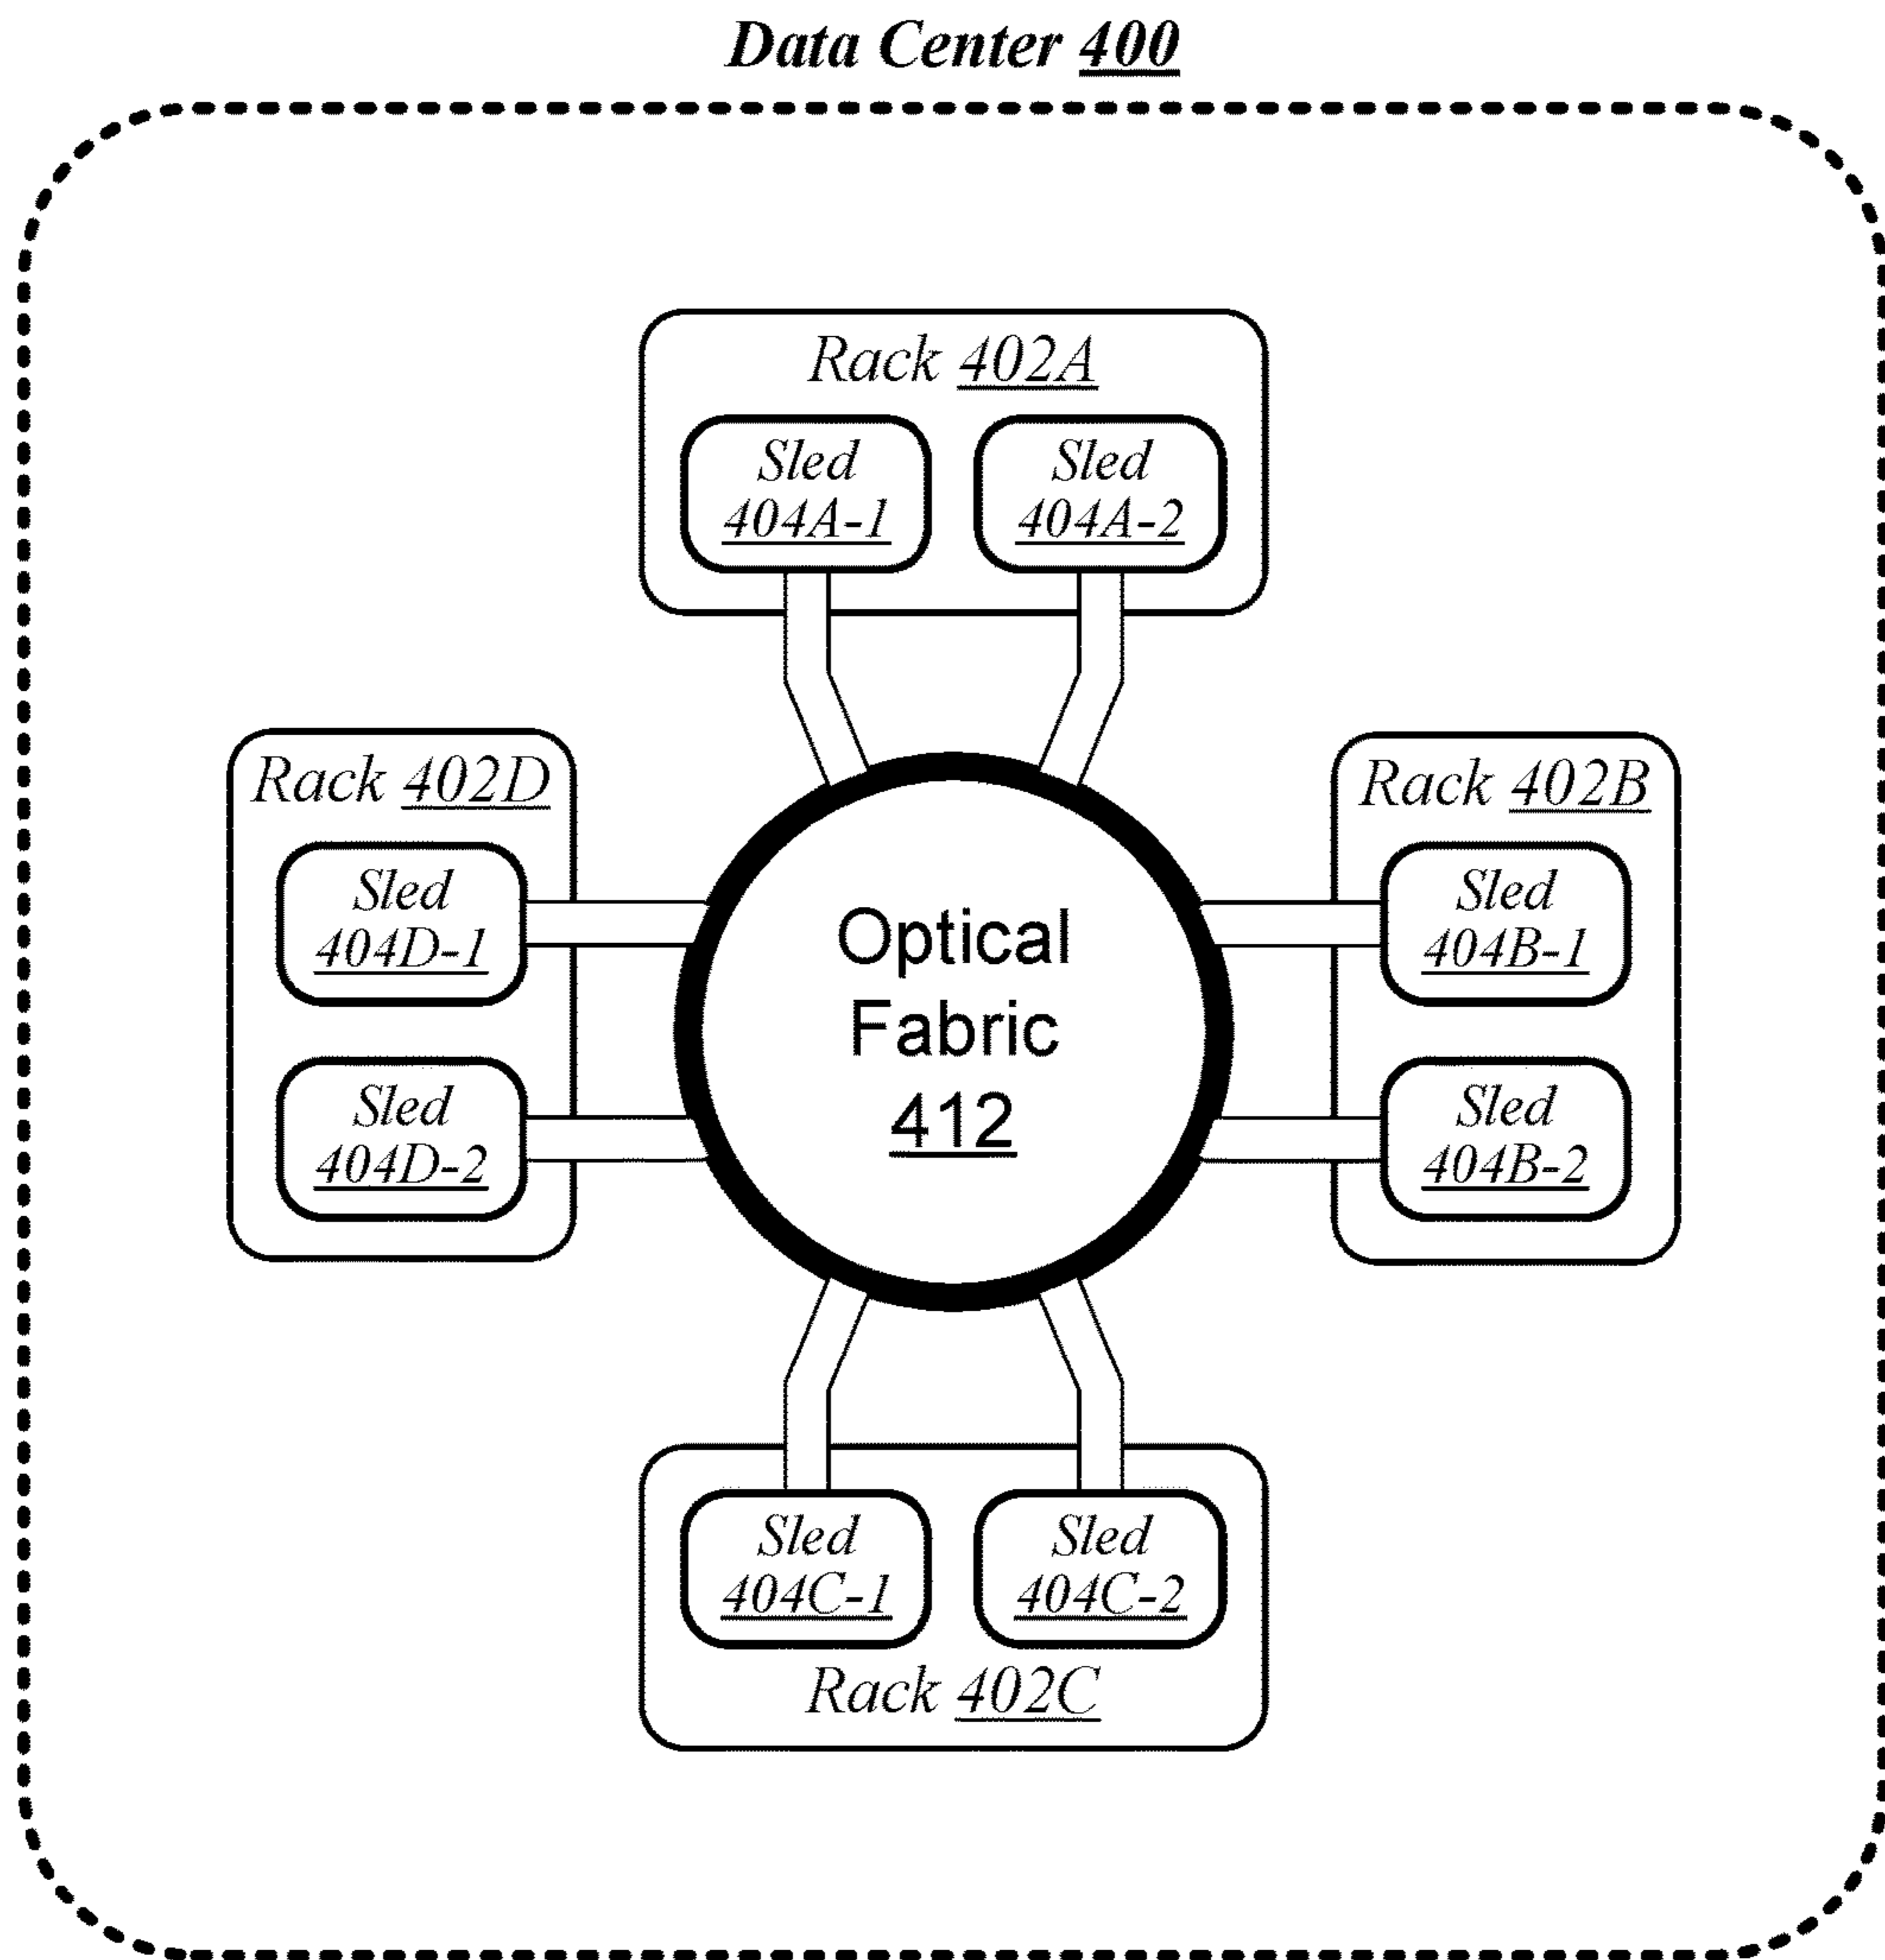 Data Center 400
Rack 402A
Sled
404A-1
Sled
404A-2
Rack 402D
Sled
404D-1
Sled
404D-2
Optical
Fabric
412
Rack 402B
Sled
404B-1
Sled
404B-2
Sled
404C-1
Sled
404C-2
Rack 402C